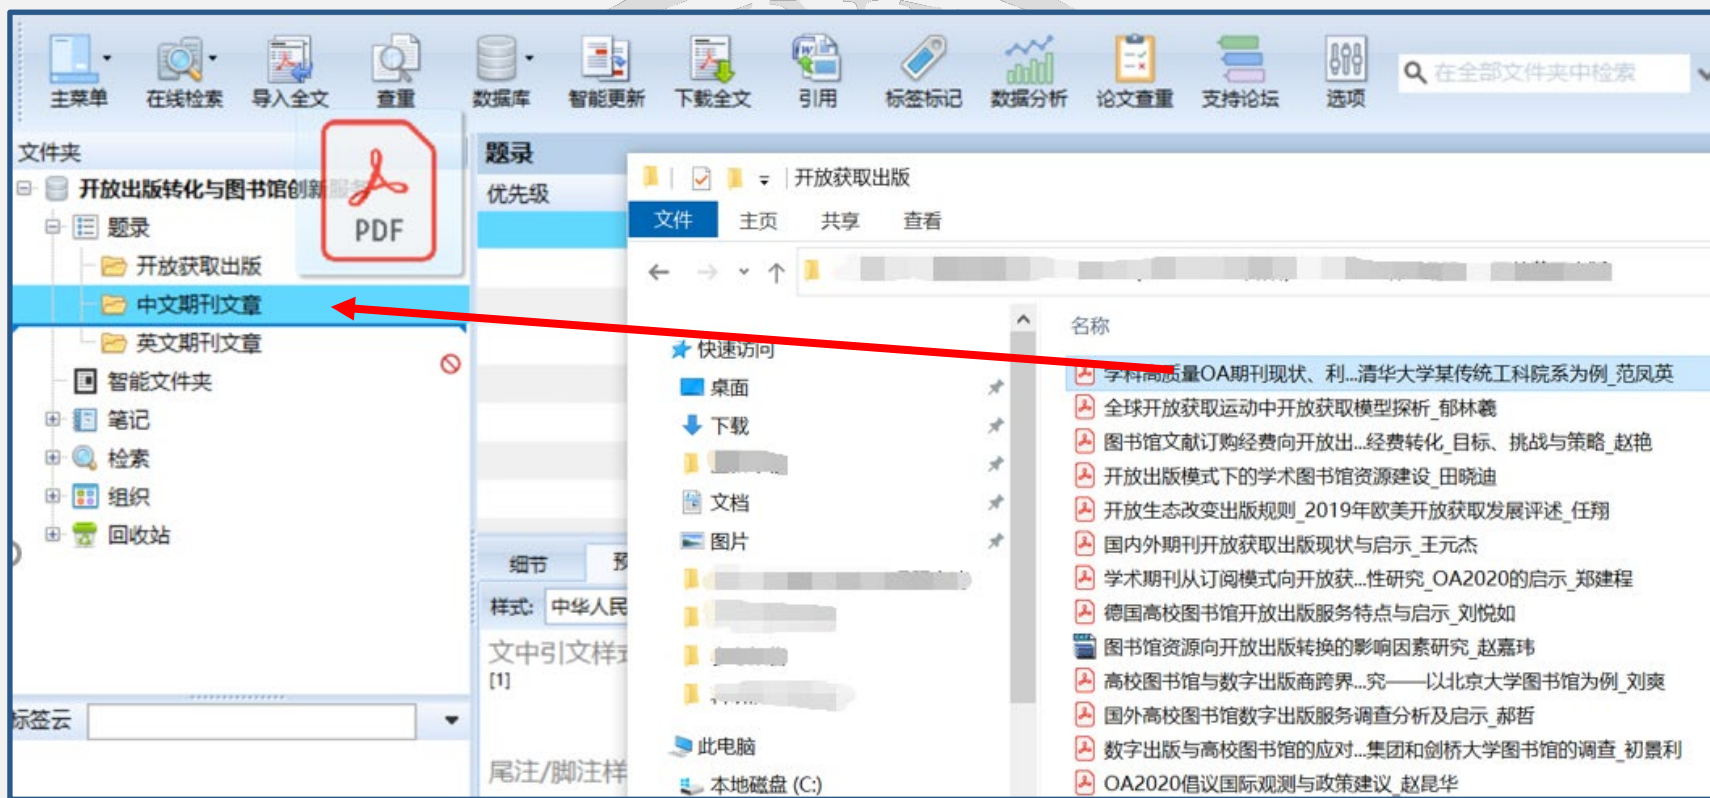 主菜单 在线检索 导入全文 查重 数据库 智能更新 下载全文 引用 标签标记 数据分析 论文查重 支持论坛 选项 在全部文件夹中检索
文件夹
开放出版转化与图书馆创新服务
题录
开放获取出版
中文期刊文章
英文期刊文章
智能文件夹
笔记
检索
组织
回收站
标签云
PDF
题录
优先级
细节
样式: 中华人民
文中引文样式
[1]
尾注/脚注样
开放获取出版
文件 主页 共享 查看
快速访问
桌面
下载
文档
图片
此电脑
本地磁盘 (C:)
名称
学科高质量OA期刊现状、利...清华大学某传统工科院系为例_范凤英
全球开放获取运动中开放获取模型探析_郁林羲
图书馆文献订购经费向开放出...经费转化_目标、挑战与策略_赵艳
开放出版模式下的学术图书馆资源建设_田晓迪
开放生态改变出版规则_2019年欧美开放获取发展评述_任翔
国内外期刊开放获取出版现状与启示_王元杰
学术期刊从订阅模式向开放获...性研究_OA2020的启示_郑建程
德国高校图书馆开放出版服务特点与启示_刘悦如
图书馆资源向开放出版转换的影响因素研究_赵嘉玮
高校图书馆与数字出版商跨界...究——以北京大学图书馆为例_刘爽
国外高校图书馆数字出版服务调查分析及启示_郝哲
数字出版与高校图书馆的应对...集团和剑桥大学图书馆的调查_初景利
OA2020倡议国际观测与政策建议_赵昆华